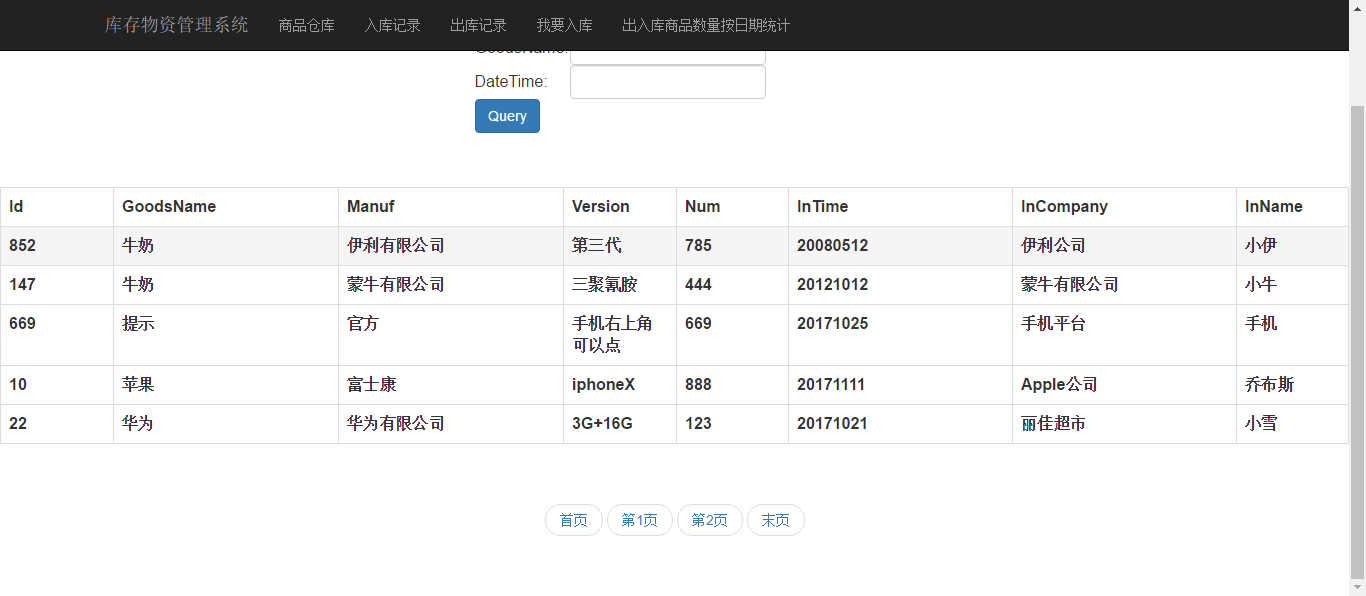 库存物资管理系统 商品仓库 入库记录 出库记录 我要入库 出入库商品数量按日期统计
GoodsName:
DateTime:
Query
Id GoodsName Manuf Version Num InTime InCompany InName
852 牛奶 伊利有限公司 第三代 785 20080512 伊利公司 小伊
147 牛奶 蒙牛有限公司 三聚氰胺 444 20121012 蒙牛有限公司 小牛
669 提示 官方 手机右上角 669 20171025 手机平台 手机
可以点
10 苹果 富士康 iphoneX 888 20171111 Apple公司 乔布斯
22 华为 华为有限公司 3G+16G 123 20171021 丽佳超市 小雪
首页 第1页 第2页 末页